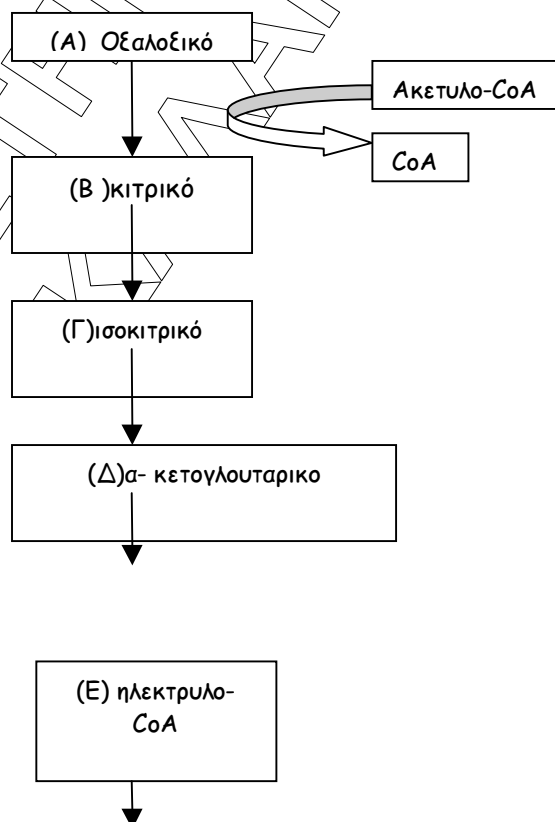 (Α) Οξαλοξικό
Ακετυλο-CoA
CoA
(Β )κιτρικό
(Γ)ισοκιτρικό
(Δ)α- κετογλουταρικο
(Ε) ηλεκτρυλο-
CoA